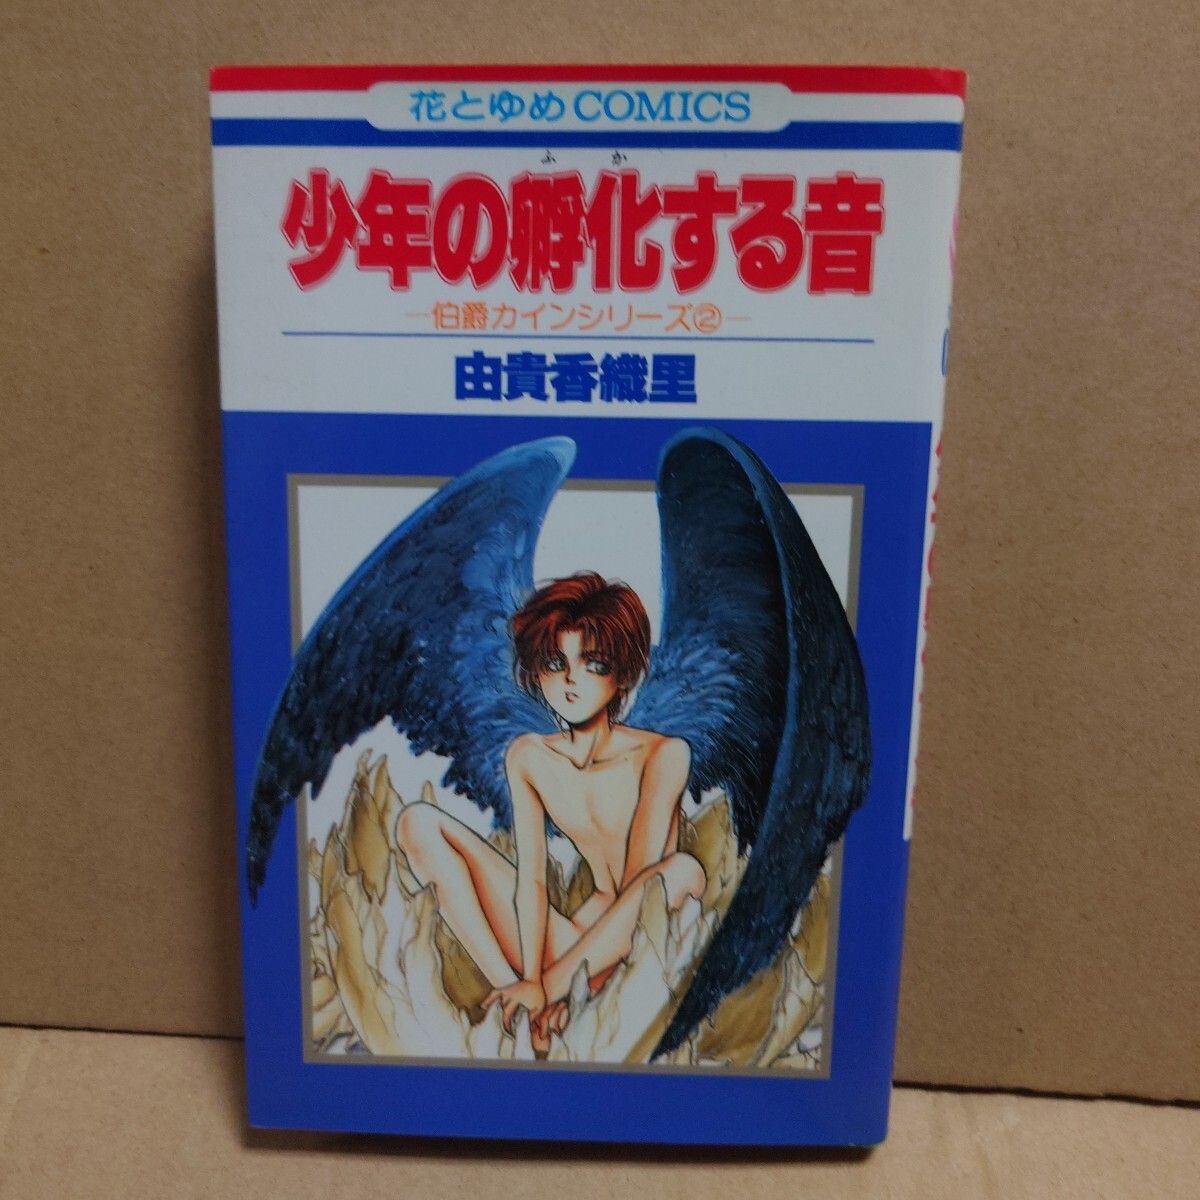 花とゆめCOMICS
ふか
少年の孵化する音
―伯爵カインシリーズ②―
由貴香織里